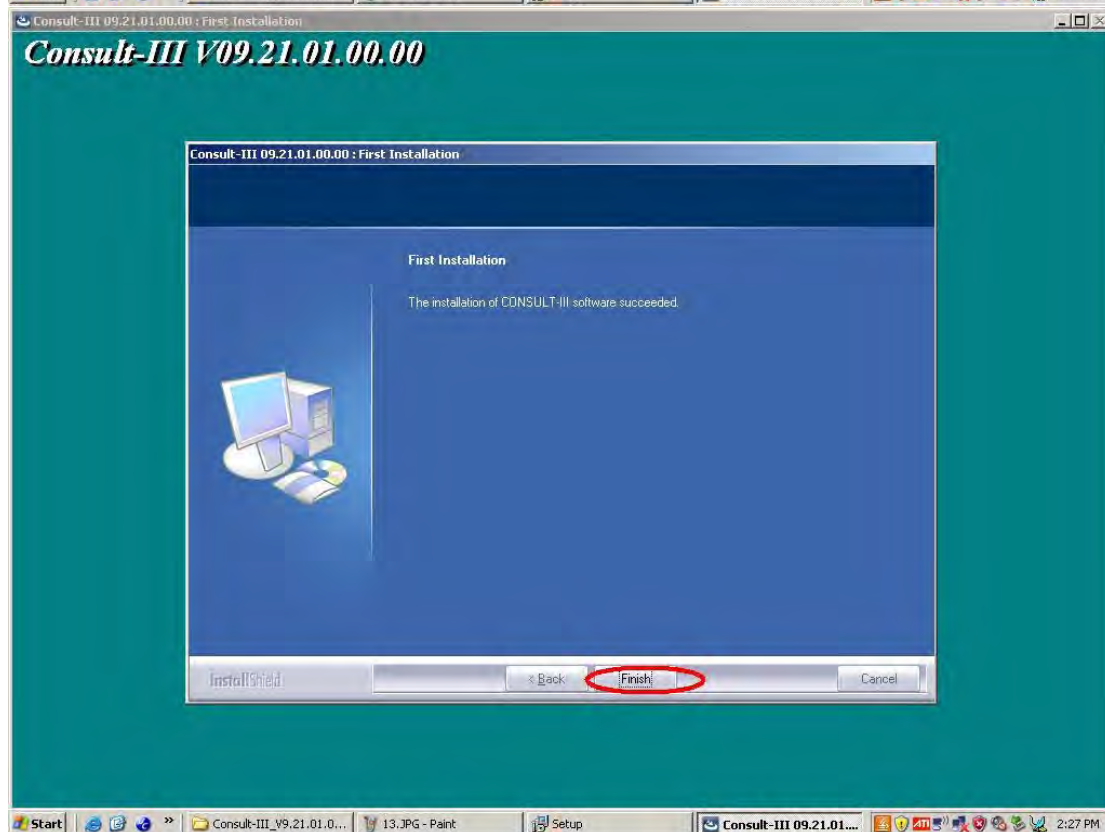 Consult-III 09.21.01.00.00 : First Installation
Consult-III V09.21.01.00.00
Consult-III 09.21.01.00.00 : First Installation
First Installation
The installation of CONSULT-III software succeeded.
InstallShield
< Back
Finish
Cancel
Start
»
Consult-III_V9.21.01.0...
13.JPG - Paint
Setup
Consult-III 09.21.01....
ATI
2:27 PM